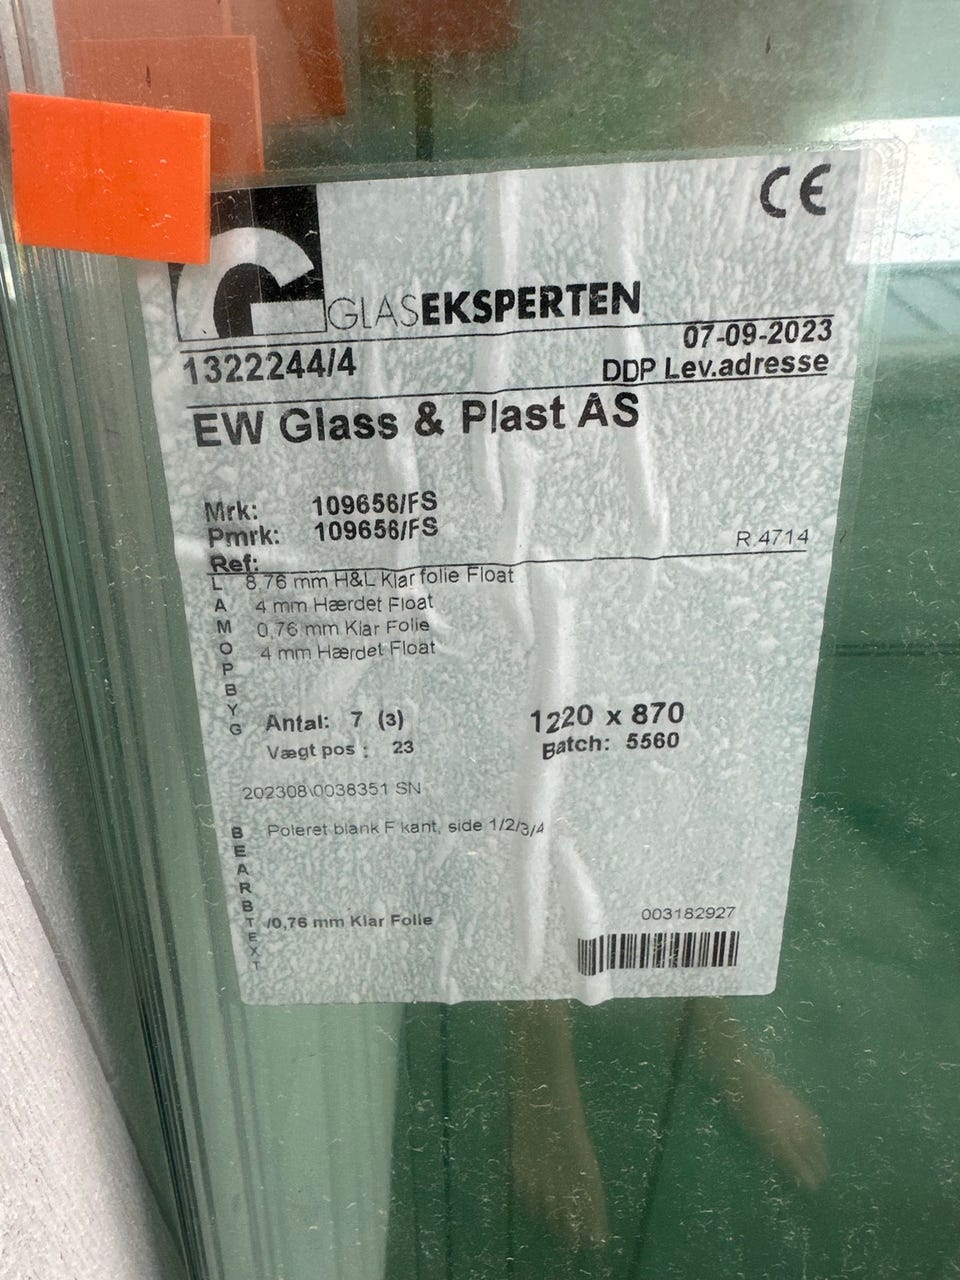 CE
GLASEKSPERTEN
07-09-2023
1322244/4
DDP Lev.adresse
EW Glass & Plast AS
Mrk: 109656/FS
Pmrk: 109656/FS
R.4714
Ref:
LAMOPBYG
8,76 mm H&L Klar folie Float
4 mm Hærdet Float
0,76 mm Klar Folie
4 mm Hærdet Float
Antal: 7 (3)
1220 x 870
Vægt pos : 23
Batch: 5560
202308\0038351 SN
BEARBTEXT
Poleret blank F kant, side 1/2/3/4
/0,76 mm Klar Folie
003182927